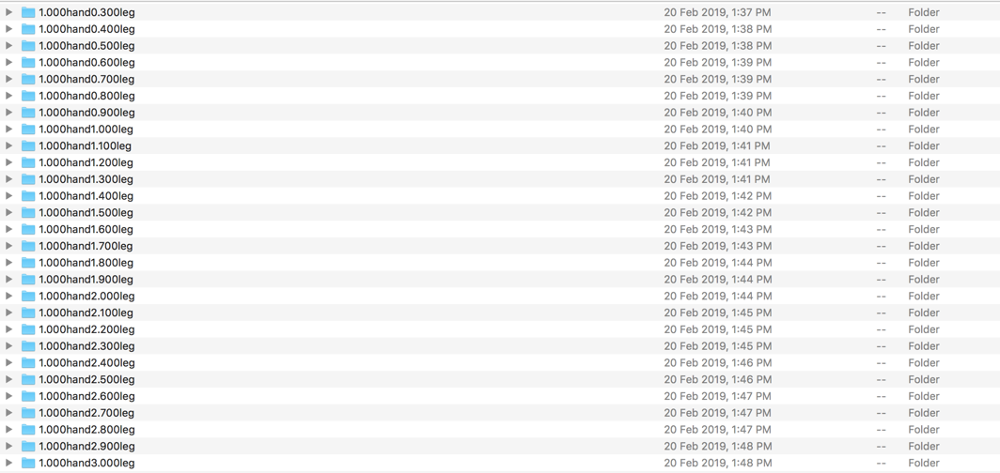 1.000hand0.300leg 20 Feb 2019, 1:37 PM -- Folder
1.000hand0.400leg 20 Feb 2019, 1:38 PM -- Folder
1.000hand0.500leg 20 Feb 2019, 1:38 PM -- Folder
1.000hand0.600leg 20 Feb 2019, 1:39 PM -- Folder
1.000hand0.700leg 20 Feb 2019, 1:39 PM -- Folder
1.000hand0.800leg 20 Feb 2019, 1:39 PM -- Folder
1.000hand0.900leg 20 Feb 2019, 1:40 PM -- Folder
1.000hand1.000leg 20 Feb 2019, 1:40 PM -- Folder
1.000hand1.100leg 20 Feb 2019, 1:41 PM -- Folder
1.000hand1.200leg 20 Feb 2019, 1:41 PM -- Folder
1.000hand1.300leg 20 Feb 2019, 1:41 PM -- Folder
1.000hand1.400leg 20 Feb 2019, 1:42 PM -- Folder
1.000hand1.500leg 20 Feb 2019, 1:42 PM -- Folder
1.000hand1.600leg 20 Feb 2019, 1:43 PM -- Folder
1.000hand1.700leg 20 Feb 2019, 1:43 PM -- Folder
1.000hand1.800leg 20 Feb 2019, 1:44 PM -- Folder
1.000hand1.900leg 20 Feb 2019, 1:44 PM -- Folder
1.000hand2.000leg 20 Feb 2019, 1:44 PM -- Folder
1.000hand2.100leg 20 Feb 2019, 1:45 PM -- Folder
1.000hand2.200leg 20 Feb 2019, 1:45 PM -- Folder
1.000hand2.300leg 20 Feb 2019, 1:45 PM -- Folder
1.000hand2.400leg 20 Feb 2019, 1:46 PM -- Folder
1.000hand2.500leg 20 Feb 2019, 1:46 PM -- Folder
1.000hand2.600leg 20 Feb 2019, 1:47 PM -- Folder
1.000hand2.700leg 20 Feb 2019, 1:47 PM -- Folder
1.000hand2.800leg 20 Feb 2019, 1:47 PM -- Folder
1.000hand2.900leg 20 Feb 2019, 1:48 PM -- Folder
1.000hand3.000leg 20 Feb 2019, 1:48 PM -- Folder